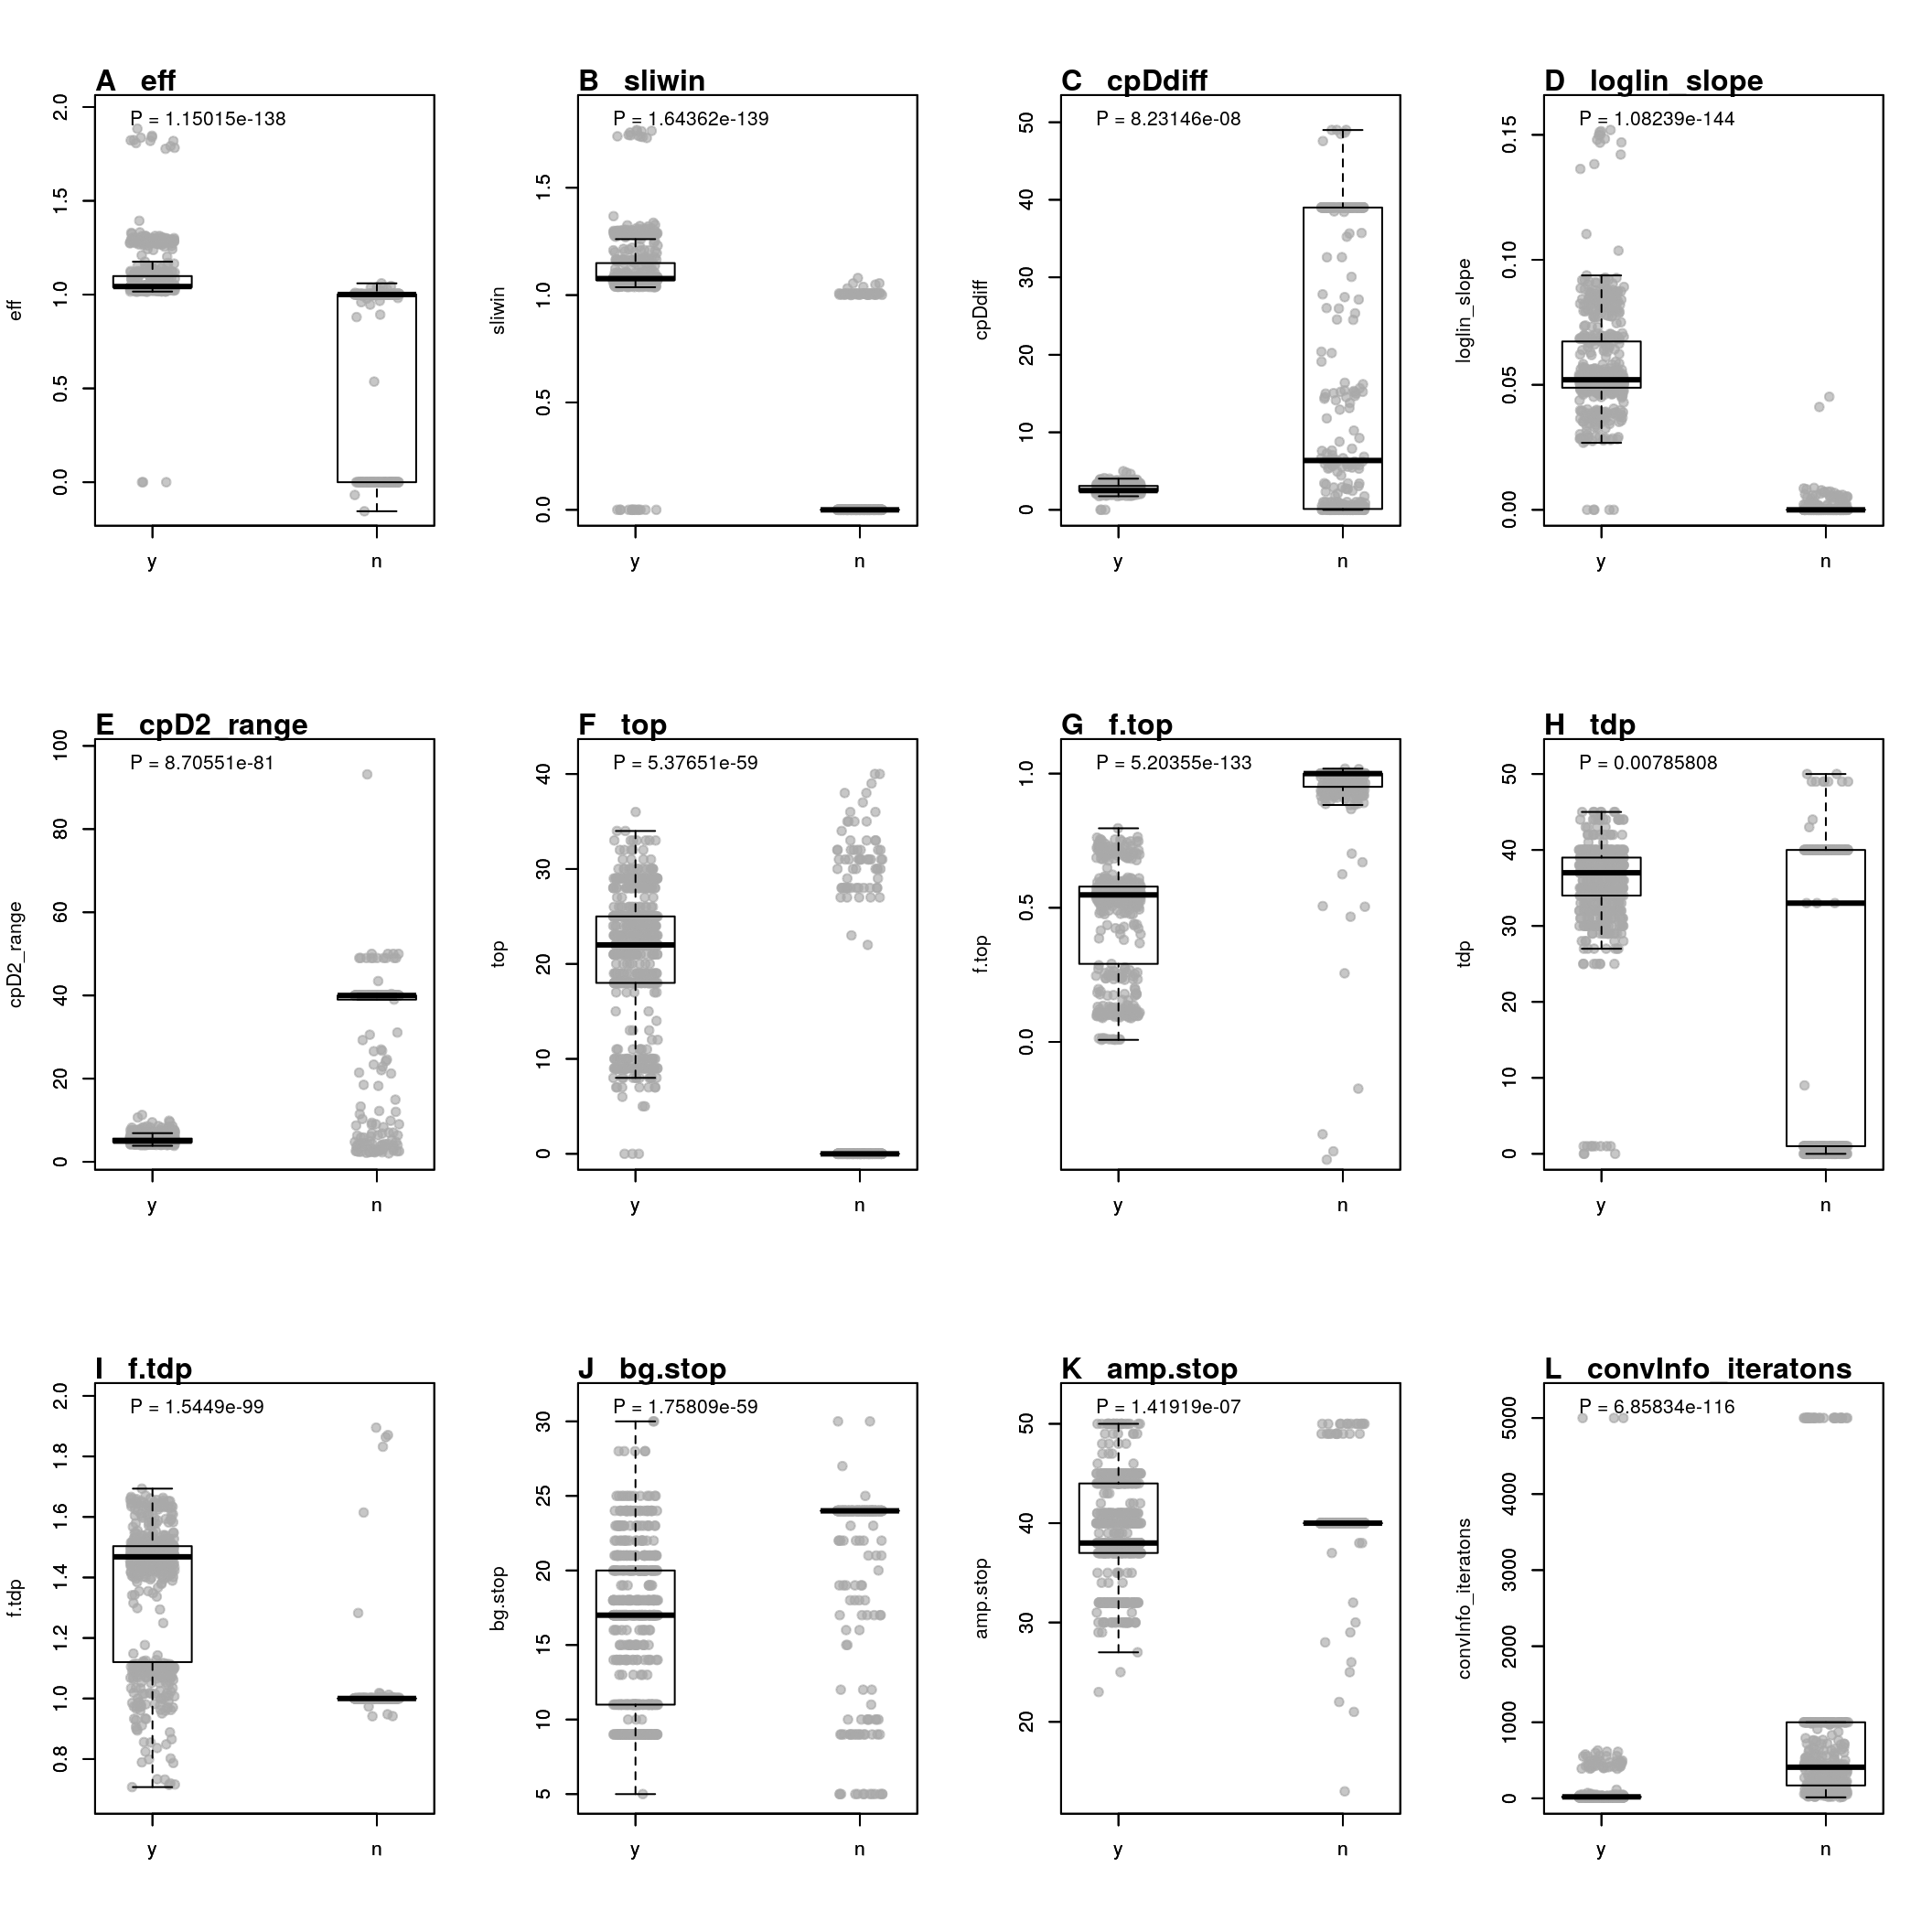 A eff
P = 1.15015e-138
eff
0.0 0.5 1.0 1.5 2.0
y n
B sliwin
P = 1.64362e-139
sliwin
0.0 0.5 1.0 1.5
y n
C cpDdiff
P = 8.23146e-08
cpDdiff
0 10 20 30 40 50
y n
D loglin_slope
P = 1.08239e-144
loglin_slope
0.00 0.05 0.10 0.15
y n
E cpD2_range
P = 8.70551e-81
cpD2_range
0 20 40 60 80 100
y n
F top
P = 5.37651e-59
top
0 10 20 30 40
y n
G f.top
P = 5.20355e-133
f.top
0.0 0.5 1.0
y n
H tdp
P = 0.00785808
tdp
0 10 20 30 40 50
y n
I f.tdp
P = 1.5449e-99
f.tdp
0.8 1.0 1.2 1.4 1.6 1.8 2.0
y n
J bg.stop
P = 1.75809e-59
bg.stop
5 10 15 20 25 30
y n
K amp.stop
P = 1.41919e-07
amp.stop
20 30 40 50
y n
L convInfo_iteratons
P = 6.85834e-116
convInfo_iteratons
0 1000 2000 3000 4000 5000
y n